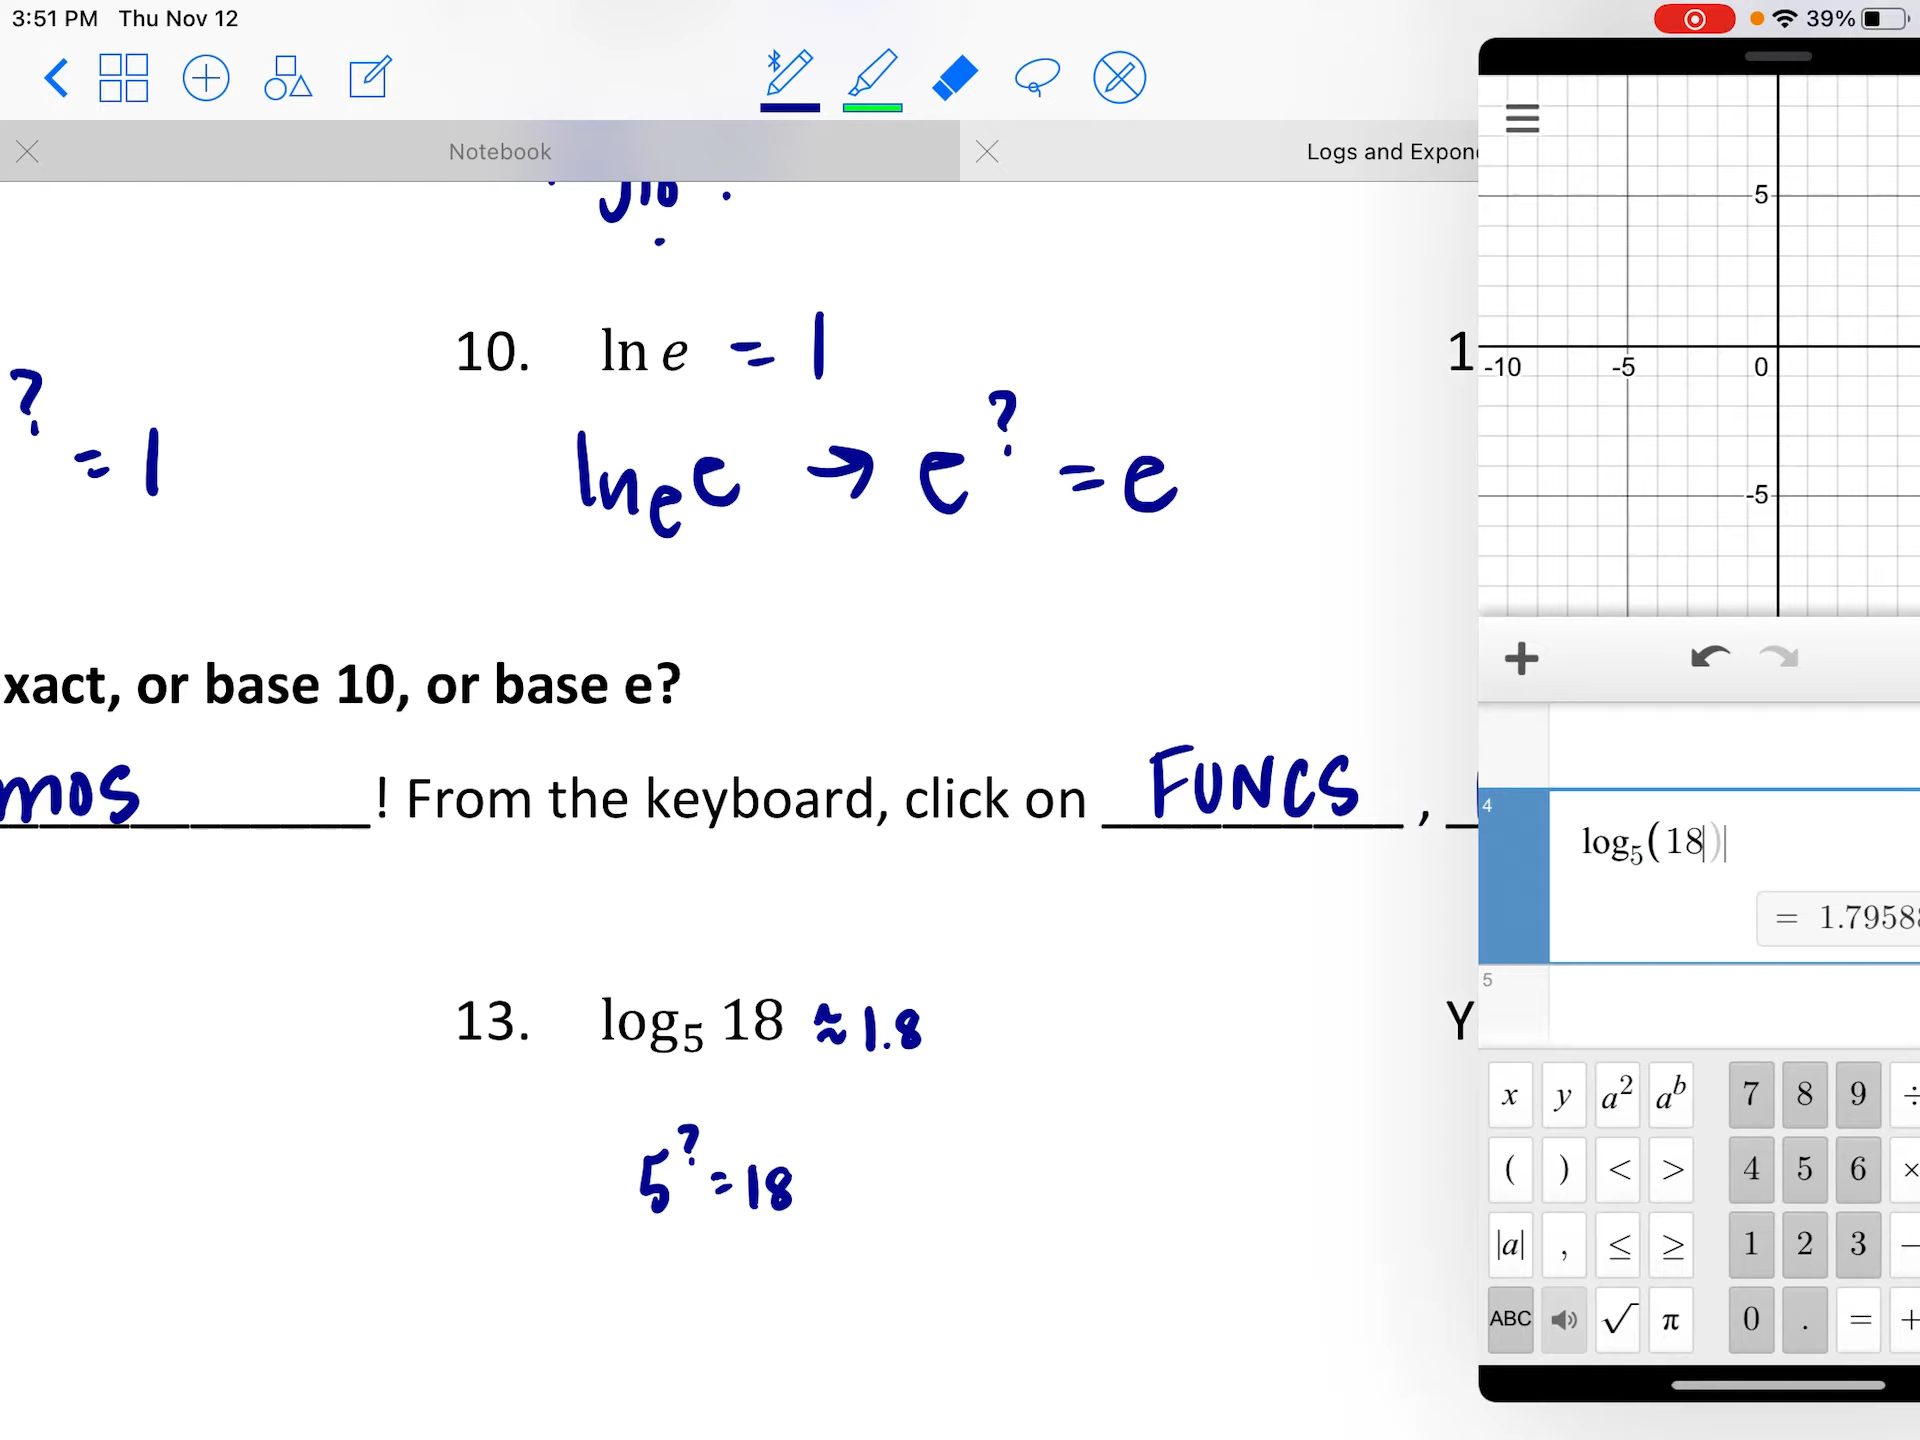 3:51 PM Thu Nov 12
39%
Notebook
Logs and Expon
10. ln e = 1
? = 1
ln_e e → e^? = e
1
xact, or base 10, or base e?
mos ! From the keyboard, click on FUNCS ,
13. log₅ 18 ≈ 1.8
Y
5^? = 18
5
-10 -5 0
-5
4
log₅(18)
= 1.7958
5
x y a² aᵇ 7 8 9 ÷
( ) < > 4 5 6 ×
|a| , ≤ ≥ 1 2 3 −
ABC √ π 0 . = +